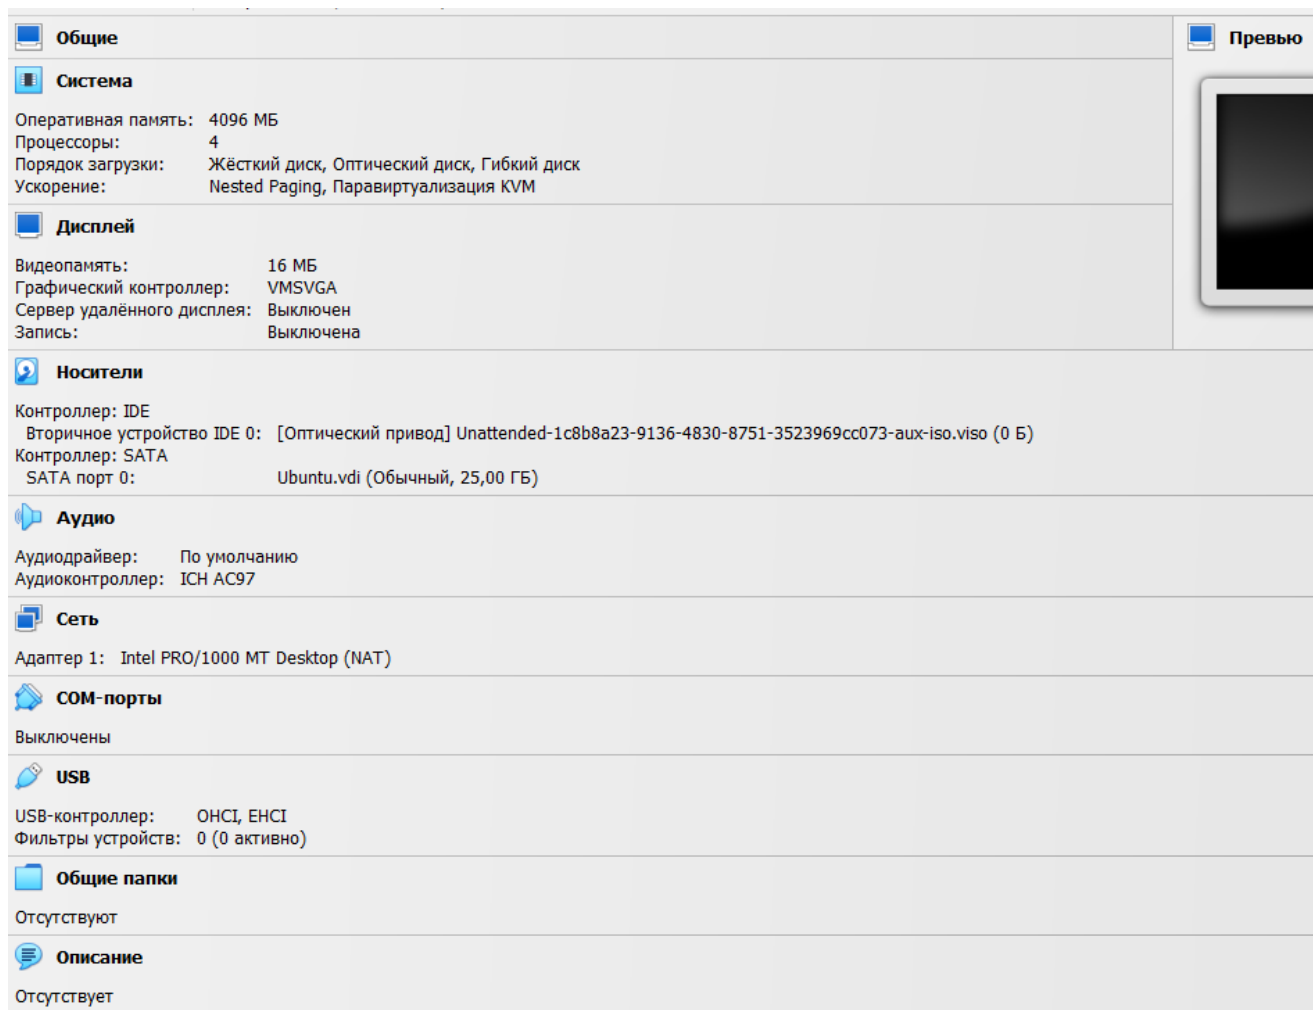 Общие
Превью
Система
Оперативная память: 4096 МБ
Процессоры: 4
Порядок загрузки: Жёсткий диск, Оптический диск, Гибкий диск
Ускорение: Nested Paging, Паравиртуализация KVM
Дисплей
Видеопамять: 16 МБ
Графический контроллер: VMSVGA
Сервер удалённого дисплея: Выключен
Запись: Выключена
Носители
Контроллер: IDE
Вторичное устройство IDE 0: [Оптический привод] Unattended-1c8b8a23-9136-4830-8751-3523969cc073-aux-iso.viso (0 Б)
Контроллер: SATA
SATA порт 0: Ubuntu.vdi (Обычный, 25,00 ГБ)
Аудио
Аудиодрайвер: По умолчанию
Аудиоконтроллер: ICH AC97
Сеть
Адаптер 1: Intel PRO/1000 MT Desktop (NAT)
COM-порты
Выключены
USB
USB-контроллер: OHCI, EHCI
Фильтры устройств: 0 (0 активно)
Общие папки
Отсутствуют
Описание
Отсутствует